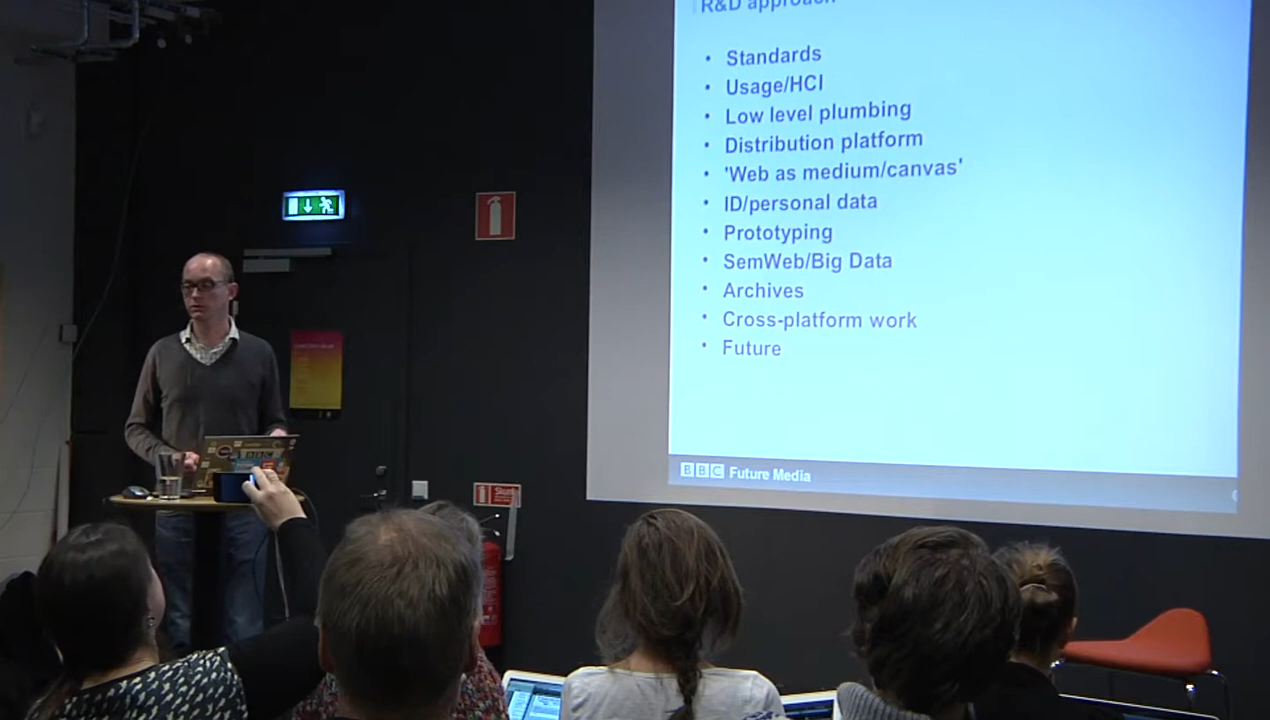 R&D approach
• Standards
• Usage/HCI
• Low level plumbing
• Distribution platform
• 'Web as medium/canvas'
• ID/personal data
• Prototyping
• SemWeb/Big Data
• Archives
• Cross-platform work
• Future
BBC Future Media
BBC